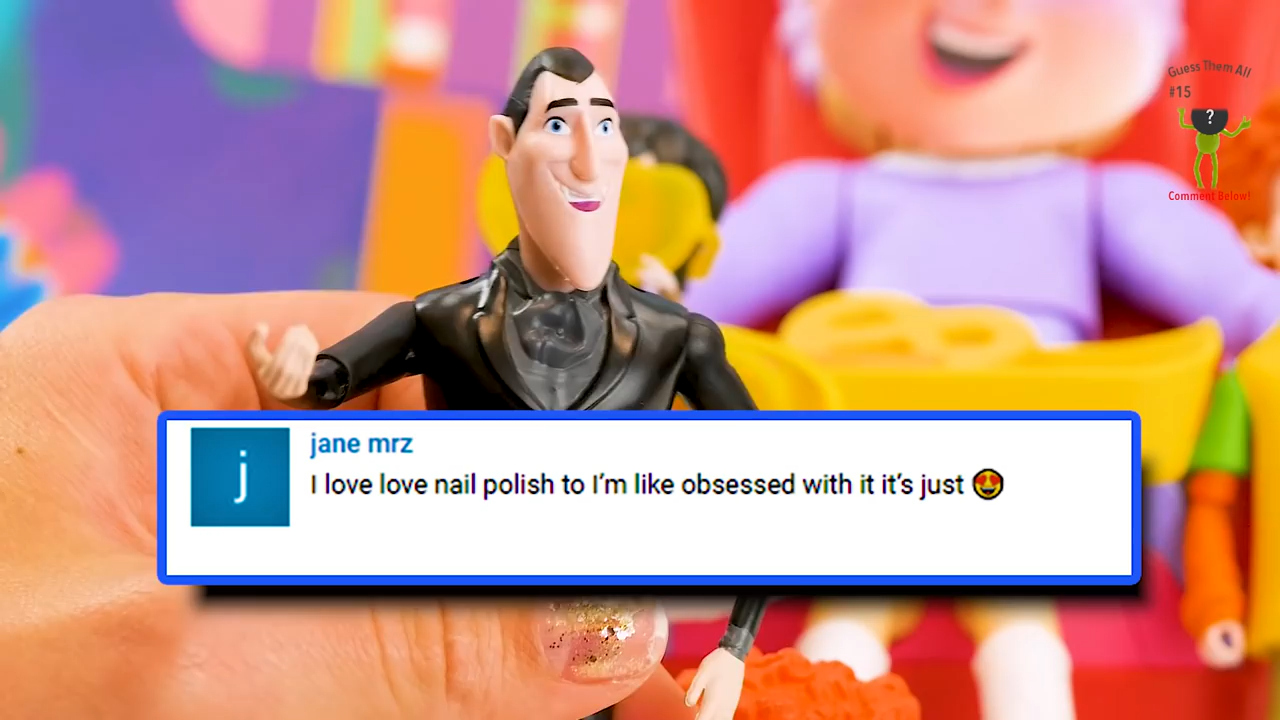 Guess Them All
#15
?
Comment Below!
j
jane mrz
I love love nail polish to I’m like obsessed with it it’s just 😍